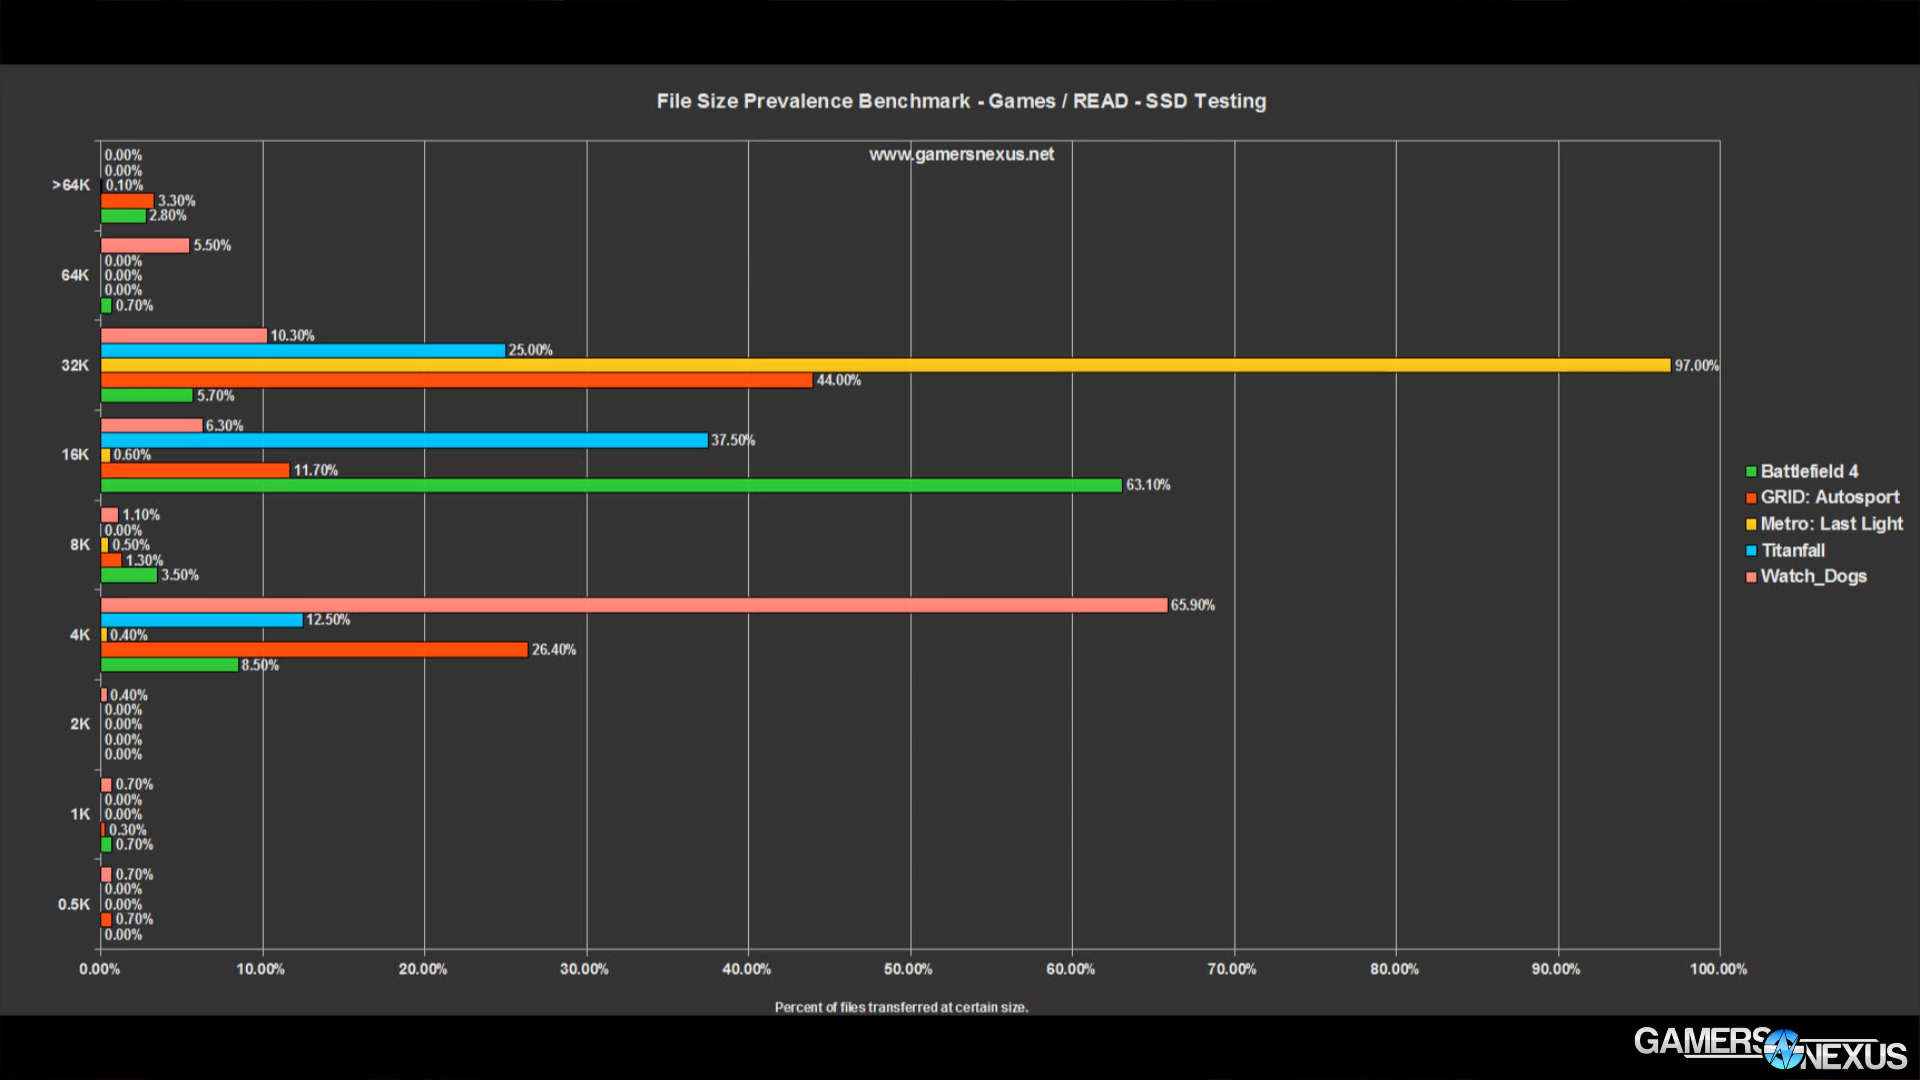 File Size Prevalence Benchmark - Games / READ - SSD Testing
www.gamersnexus.net
>64K
0.00%
0.00%
0.10%
3.30%
2.80%
64K
5.50%
0.00%
0.00%
0.00%
0.70%
32K
10.30%
25.00%
97.00%
44.00%
5.70%
16K
6.30%
37.50%
0.60%
11.70%
63.10%
8K
1.10%
0.00%
0.50%
1.30%
3.50%
4K
65.90%
12.50%
0.40%
26.40%
8.50%
2K
0.40%
0.00%
0.00%
0.00%
0.00%
1K
0.70%
0.00%
0.00%
0.30%
0.70%
0.5K
0.70%
0.00%
0.00%
0.70%
0.00%
0.00% 10.00% 20.00% 30.00% 40.00% 50.00% 60.00% 70.00% 80.00% 90.00% 100.00%
Percent of files transferred at certain size.
Battlefield 4
GRID: Autosport
Metro: Last Light
Titanfall
Watch_Dogs
GAMERS NEXUS